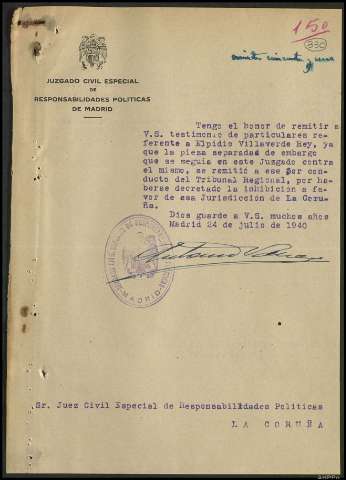 150
(330)
JUZGADO CIVIL ESPECIAL
DE
RESPONSABILIDADES POLITICAS
DE MADRID
Tengo el honor de remitir a
V.S. testimonio de particulares re-
ferente a Elpidio Villaverde Rey, ya
que la pieza separadas de embargo
que se seguia en este Juzgado contra
el mismo, se remitió a ese por con-
ducto del Tribunal Regional, por ha-
berse decretado la inhibición a fa-
vor de esa Jurisdicción de La Coru-
ña.
Dios guarde a V.S. muchos años
Madrid 24 de julio de 1940
MADRID
Sr. Juez Civil Especial de Responsabilidades Politicas
LA CORUÑA